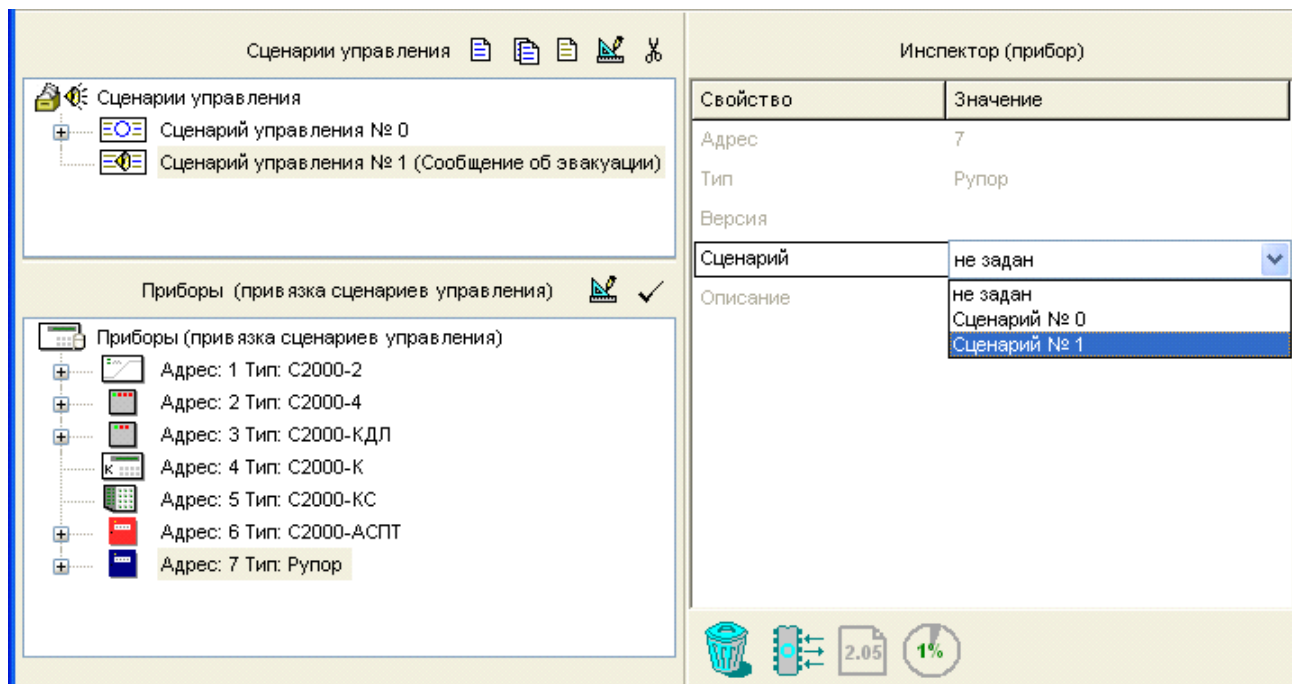 Сценарии управления
Сценарии управления
Сценарий управления № 0
Сценарий управления № 1 (Сообщение об эвакуации)
Приборы (привязка сценариев управления)
Приборы (привязка сценариев управления)
Адрес: 1 Тип: С2000-2
Адрес: 2 Тип: С2000-4
Адрес: 3 Тип: С2000-КДЛ
К
Адрес: 4 Тип: С2000-К
Адрес: 5 Тип: С2000-КС
Адрес: 6 Тип: С2000-АСПТ
Адрес: 7 Тип: Рупор
Инспектор (прибор)
Свойство Значение
Адрес 7
Тип Рупор
Версия
Сценарий не задан
Описание
не задан
Сценарий № 0
Сценарий № 1
2.05
1%